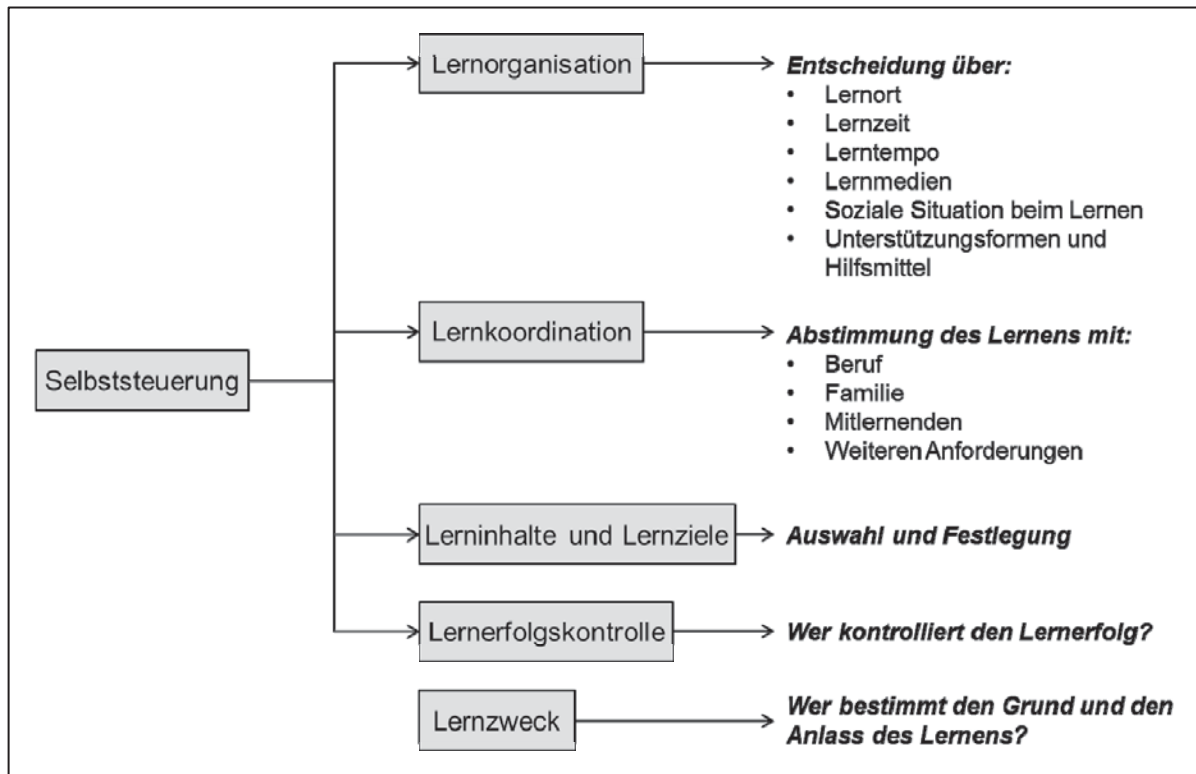 Lernorganisation
Entscheidung über:
• Lernort
• Lernzeit
• Lerntempo
• Lernmedien
• Soziale Situation beim Lernen
• Unterstützungsformen und
Hilfsmittel
Selbststeuerung
Lernkoordination
Abstimmung des Lernens mit:
• Beruf
• Familie
• Mitlernenden
• Weiteren Anforderungen
Lerninhalte und Lernziele
Auswahl und Festlegung
Lernerfolgskontrolle
Wer kontrolliert den Lernerfolg?
Lernzweck
Wer bestimmt den Grund und den
Anlass des Lernens?